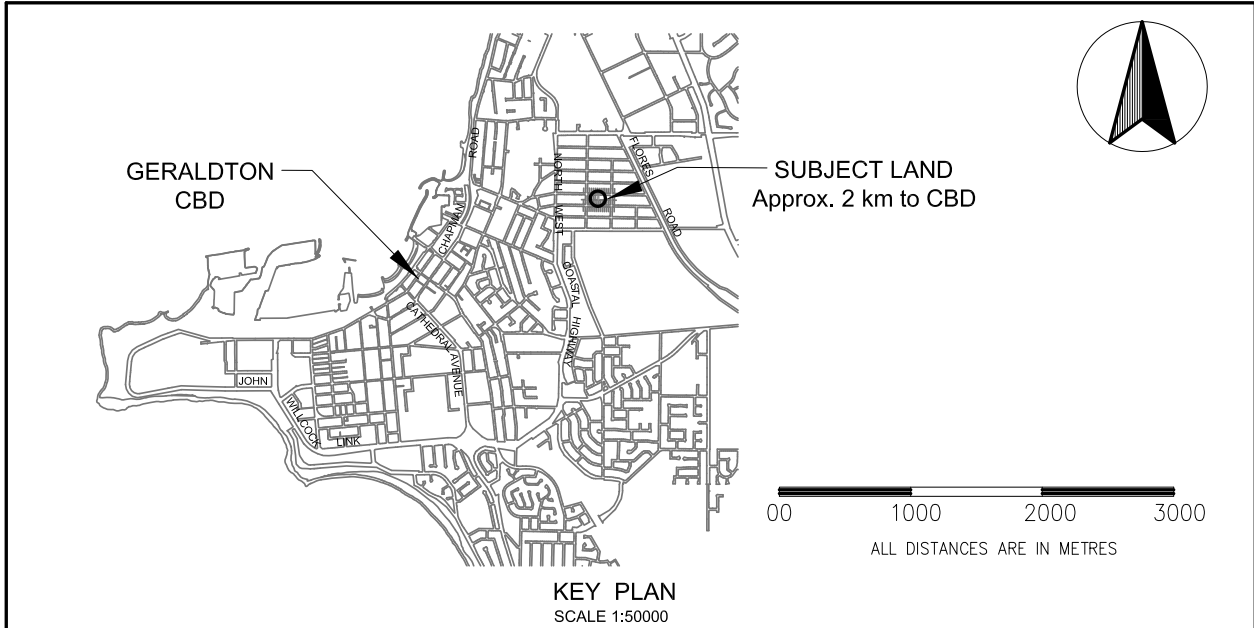 GERALDTON
CBD
SUBJECT LAND
Approx. 2 km to CBD
ROAD
CHAPMAN
NORTH WEST
FLORES
ROAD
COASTAL HIGHWAY
CATHEDRAL AVENUE
JOHN
WILLCOCK
LINK
00 1000 2000 3000
ALL DISTANCES ARE IN METRES
KEY PLAN
SCALE 1:50000